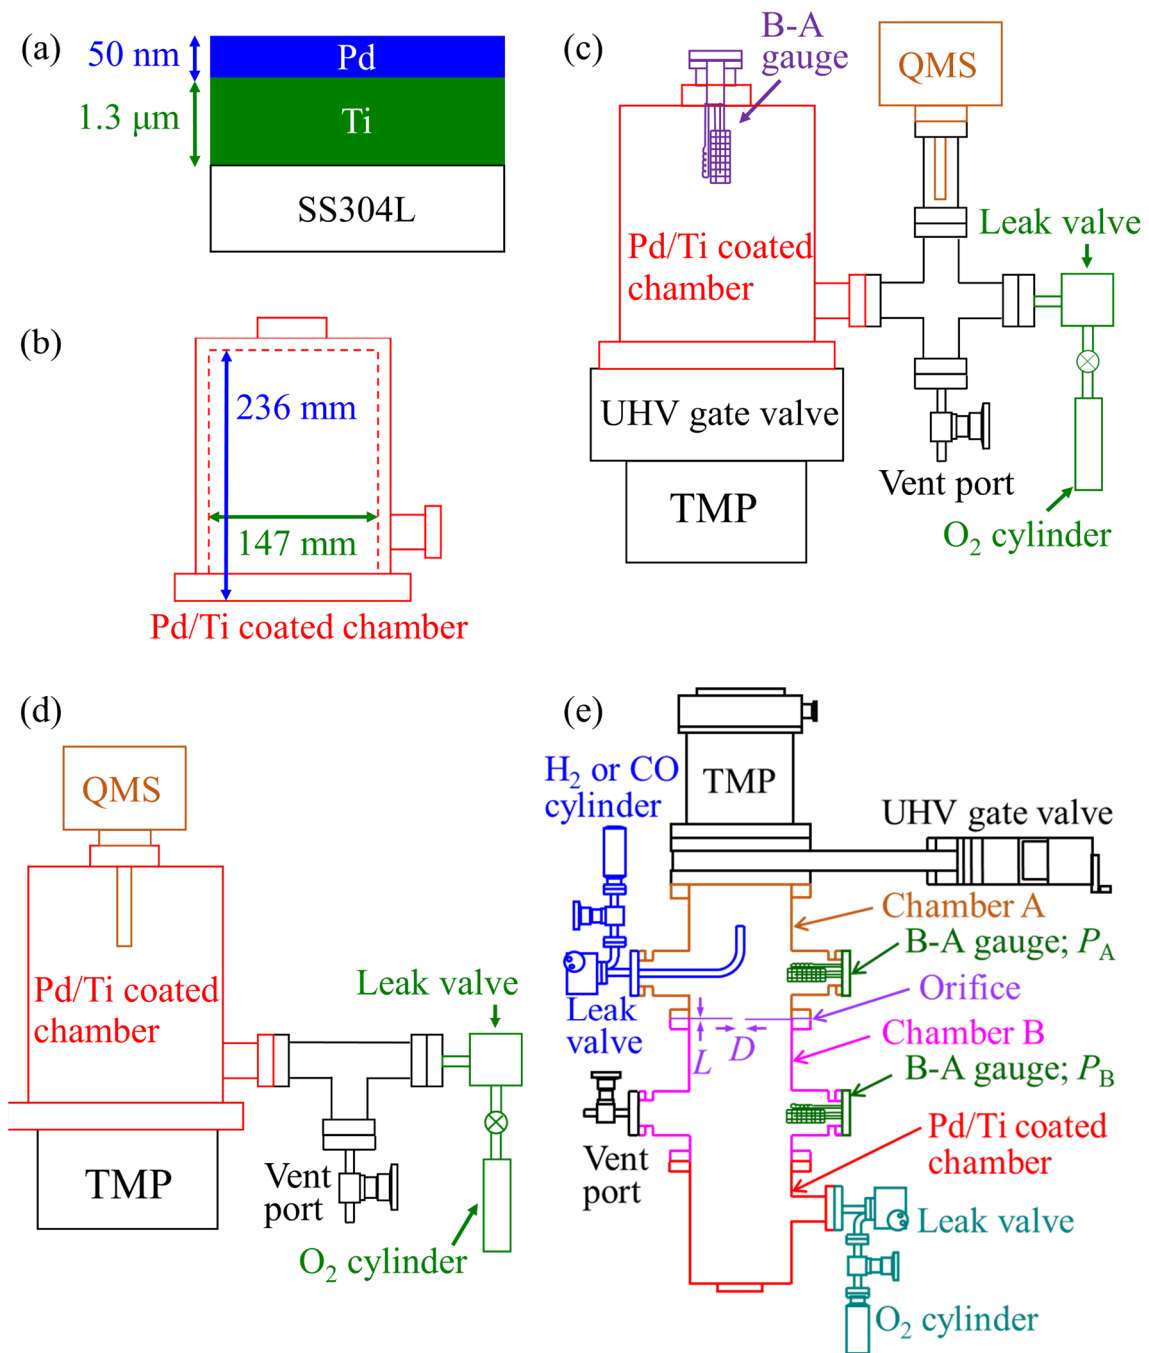 (a)
50 nm
Pd
1.3 μm
Ti
SS304L
(b)
236 mm
147 mm
Pd/Ti coated chamber
(c)
B-A
gauge
QMS
Leak valve
Pd/Ti coated
chamber
UHV gate valve
TMP
Vent port
O₂ cylinder
(d)
QMS
Pd/Ti coated
chamber
Leak valve
TMP
Vent
port
O₂ cylinder
(e)
H₂ or CO
cylinder
TMP
UHV gate valve
Chamber A
B-A gauge; P_A
Orifice
Leak
valve
L
D
Chamber B
B-A gauge; P_B
Vent
port
Pd/Ti coated
chamber
Leak valve
O₂ cylinder